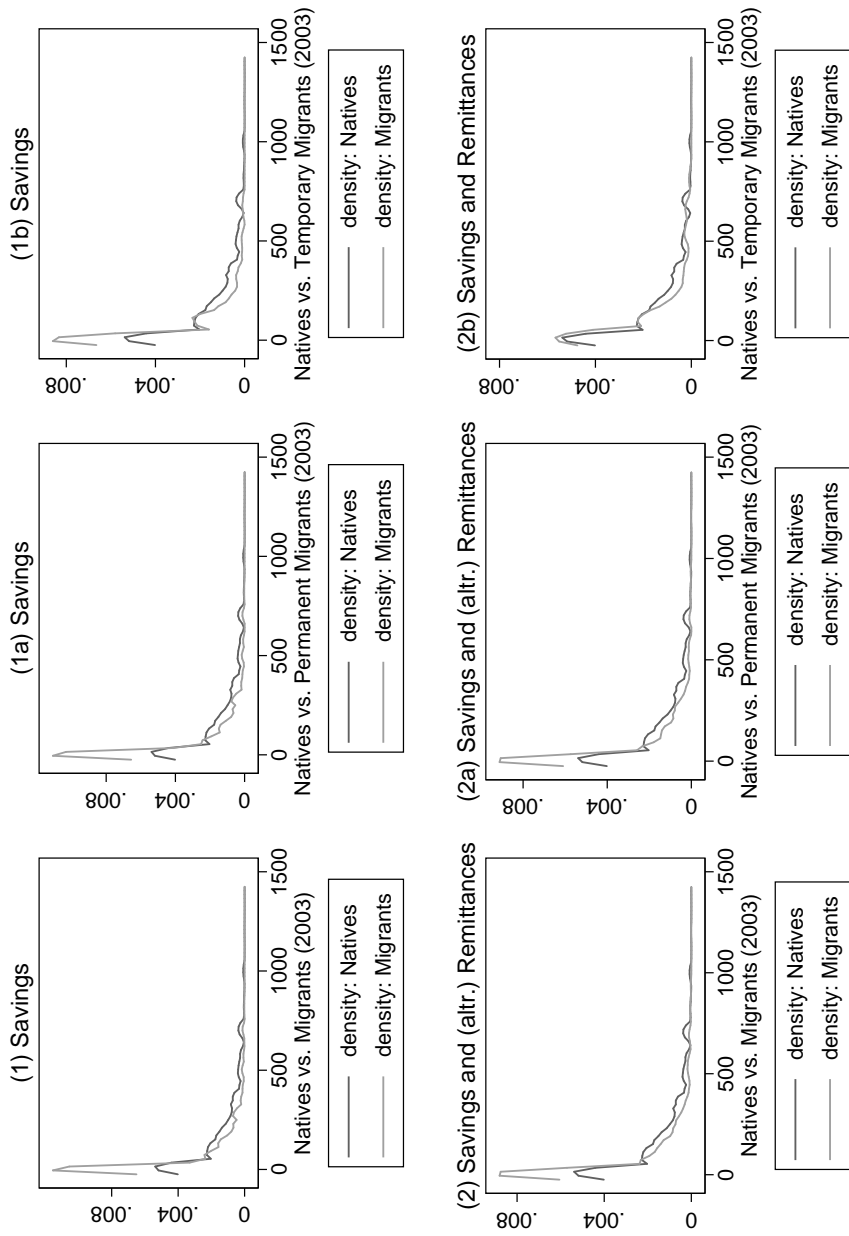 (1) Savings
.008
.004
0
0
500
1000
1500
Natives vs. Migrants (2003)
density: Natives
density: Migrants
(1a) Savings
.008
.004
0
0
500
1000
1500
Natives vs. Permanent Migrants (2003)
density: Natives
density: Migrants
(1b) Savings
.008
.004
0
0
500
1000
1500
Natives vs. Temporary Migrants (2003)
density: Natives
density: Migrants
(2) Savings and (altr.) Remittances
.008
.004
0
0
500
1000
1500
Natives vs. Migrants (2003)
density: Natives
density: Migrants
(2a) Savings and (altr.) Remittances
.008
.004
0
0
500
1000
1500
Natives vs. Permanent Migrants (2003)
density: Natives
density: Migrants
(2b) Savings and Remittances
.008
.004
0
0
500
1000
1500
Natives vs. Temporary Migrants (2003)
density: Natives
density: Migrants